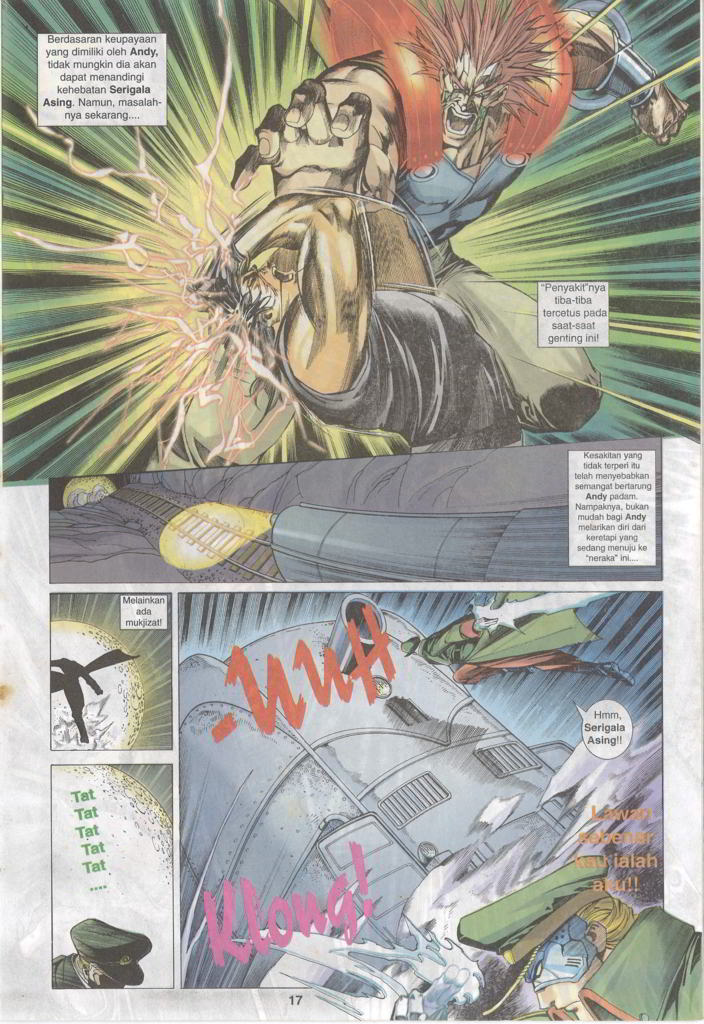 Berdasaran keupayaan
yang dimiliki oleh Andy,
tidak mungkin dia akan
dapat menandingi
kehebatan Serigala
Asing. Namun, masalah-
nya sekarang....
"Penyakit"nya
tiba-tiba
tercetus pada
saat-saat
genting ini!
Kesakitan yang
tidak terperi itu
telah menyebabkan
semangat bertarung
Andy padam.
Nampaknya, bukan
mudah bagi Andy
melarikan diri dari
keretapi yang
sedang menuju ke
"neraka" ini....
Melainkan
ada
mukjizat!
-UUH
Hmm,
Serigala
Asing!!
Tat
Tat
Tat
Tat
Tat
....
Klong!
Lawan
sebenar
kau ialah
aku!!
17